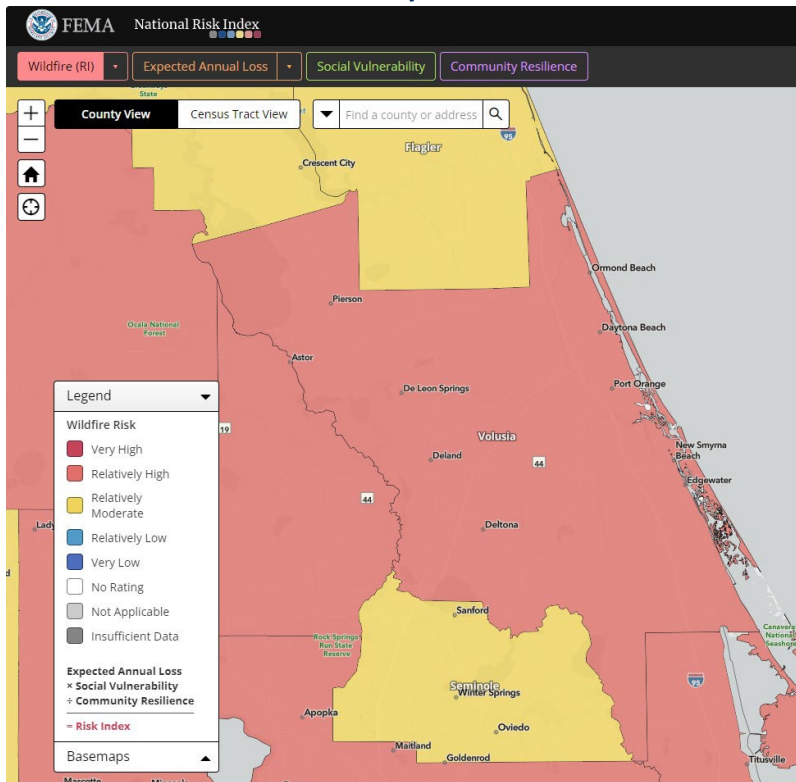 FEMA National Risk Index
Wildfire (RI) Expected Annual Loss Social Vulnerability Community Resilience
State
County View Census Tract View Find a county or address
+
−
Flagler
95
Crescent City
Ormond Beach
Pierson
Ocala National
Forest
Daytona Beach
Astor
De Leon Springs
Port Orange
19
Volusia
New Smyrna
Beach
Deland
44
Edgewater
44
Lady
Deltona
Legend
Wildfire Risk
Very High
Relatively High
Relatively
Moderate
Relatively Low
Very Low
No Rating
Not Applicable
Insufficient Data
Expected Annual Loss
× Social Vulnerability
÷ Community Resilience
= Risk Index
Basemaps
Sanford
Canavera
National
Seashore
Run State
Reserve
Seminole
Winter Springs
95
Apopka
Oviedo
Maitland
Goldenrod
Titusville
Mascotte